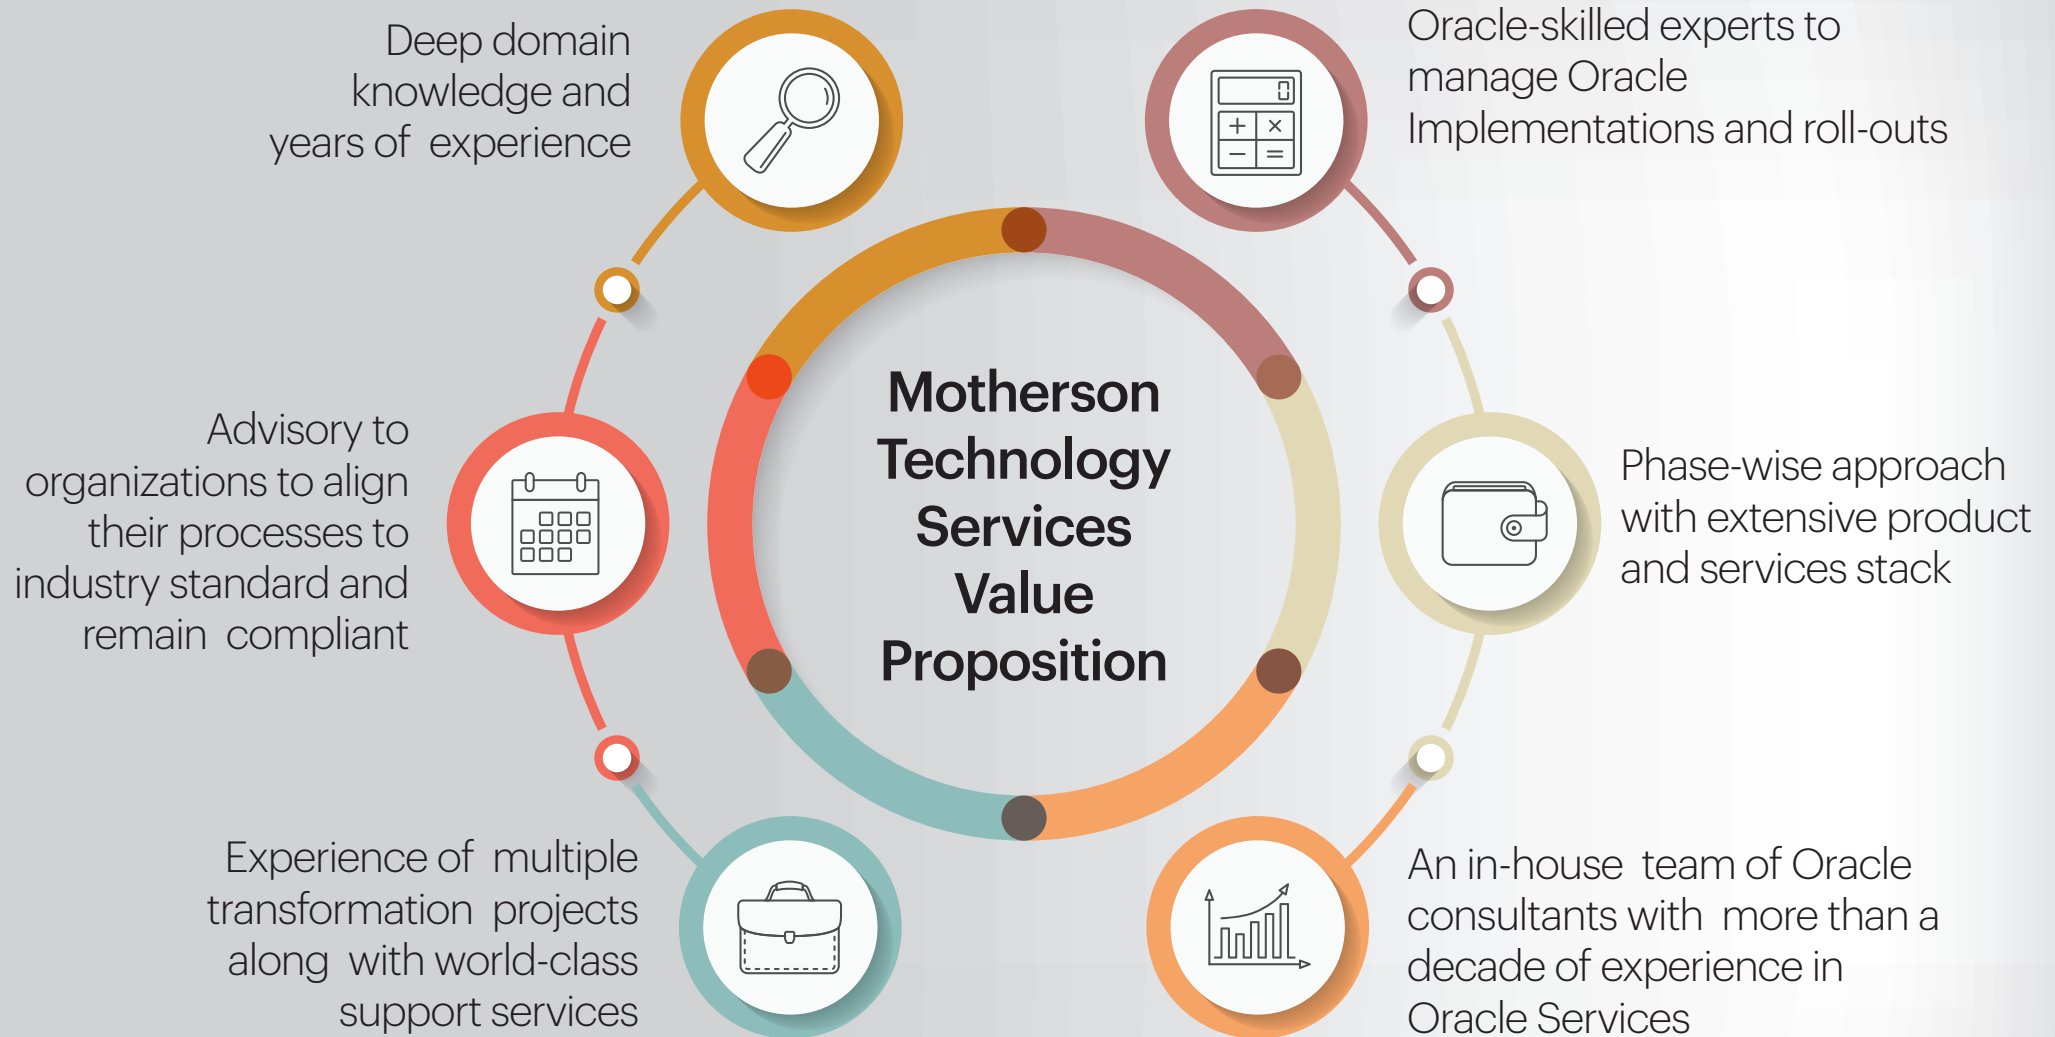 Deep domain
knowledge and
years of experience
Oracle-skilled experts to
manage Oracle
Implementations and roll-outs
0
+ ×
− =
Motherson
Technology
Services
Value
Proposition
Advisory to
organizations to align
their processes to
industry standard and
remain compliant
Phase-wise approach
with extensive product
and services stack
Experience of multiple
transformation projects
along with world-class
support services
An in-house team of Oracle
consultants with more than a
decade of experience in
Oracle Services